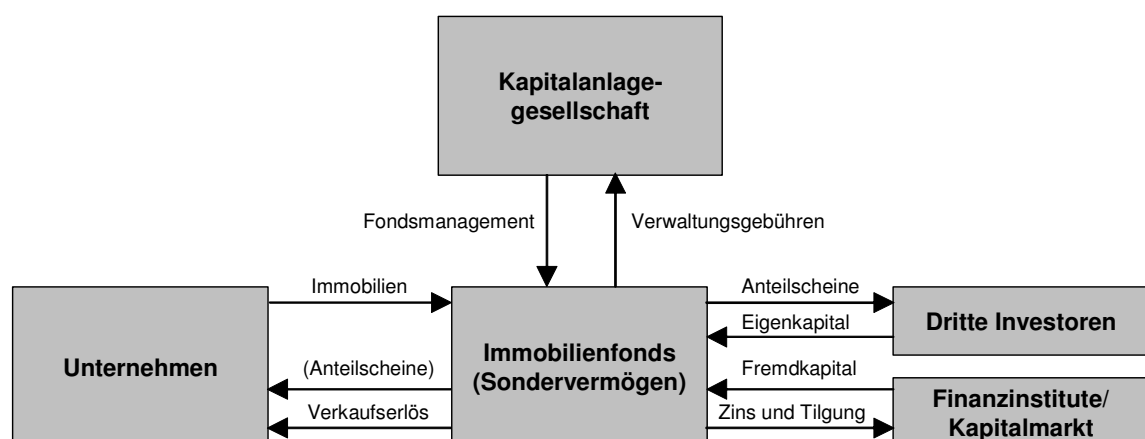 Kapitalanlage-
gesellschaft
Fondsmanagement
Verwaltungsgebühren
Immobilien
Anteilscheine
Eigenkapital
Dritte Investoren
Unternehmen
Immobilienfonds
(Sondervermögen)
(Anteilscheine)
Verkaufserlös
Fremdkapital
Zins und Tilgung
Finanzinstitute/
Kapitalmarkt